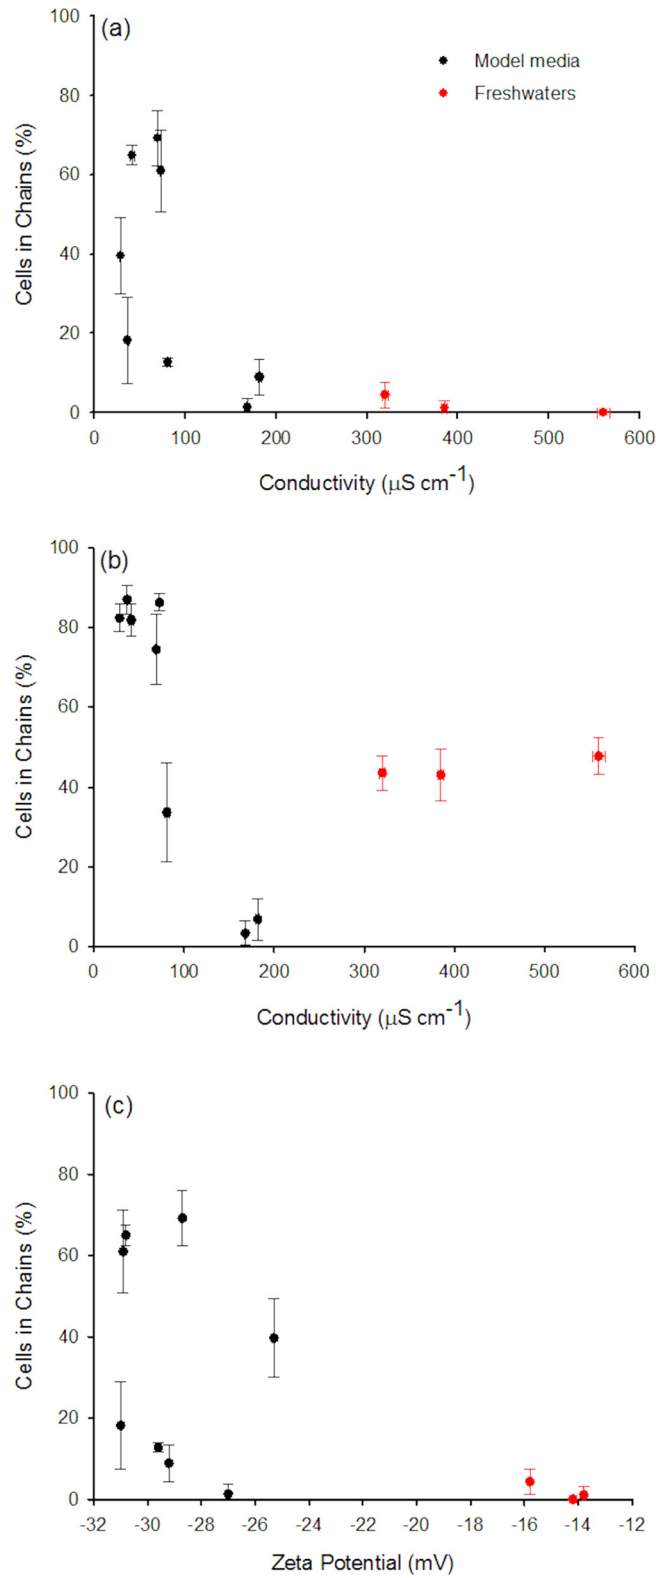 (a)
Model media
Freshwaters
100
80
60
40
20
0
Cells in Chains (%)
0 100 200 300 400 500 600
Conductivity (μS cm-1)
(b)
100
80
60
40
20
0
Cells in Chains (%)
0 100 200 300 400 500 600
Conductivity (μS cm-1)
(c)
100
80
60
40
20
0
Cells in Chains (%)
-32 -30 -28 -26 -24 -22 -20 -18 -16 -14 -12
Zeta Potential (mV)